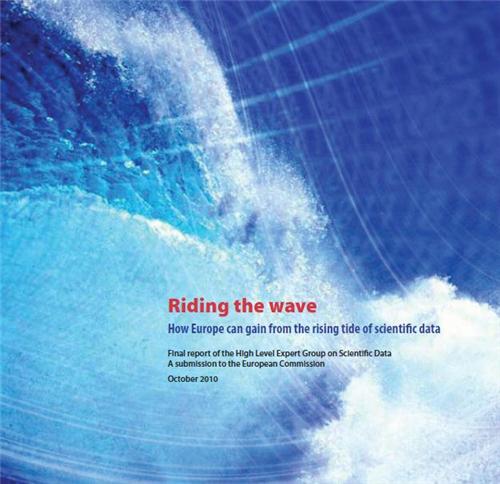 Riding the wave
How Europe can gain from the rising tide of scientific data
Final report of the High Level Expert Group on Scientific Data
A submission to the European Commission
October 2010